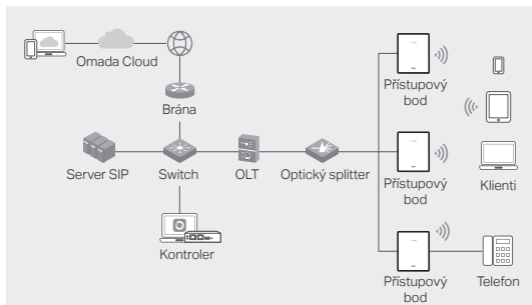 Omada Cloud
Brána
Server SIP
Switch
OLT
Optický splitter
Kontroler
Přístupový
bod
Přístupový
bod
Přístupový
bod
Klienti
Telefon